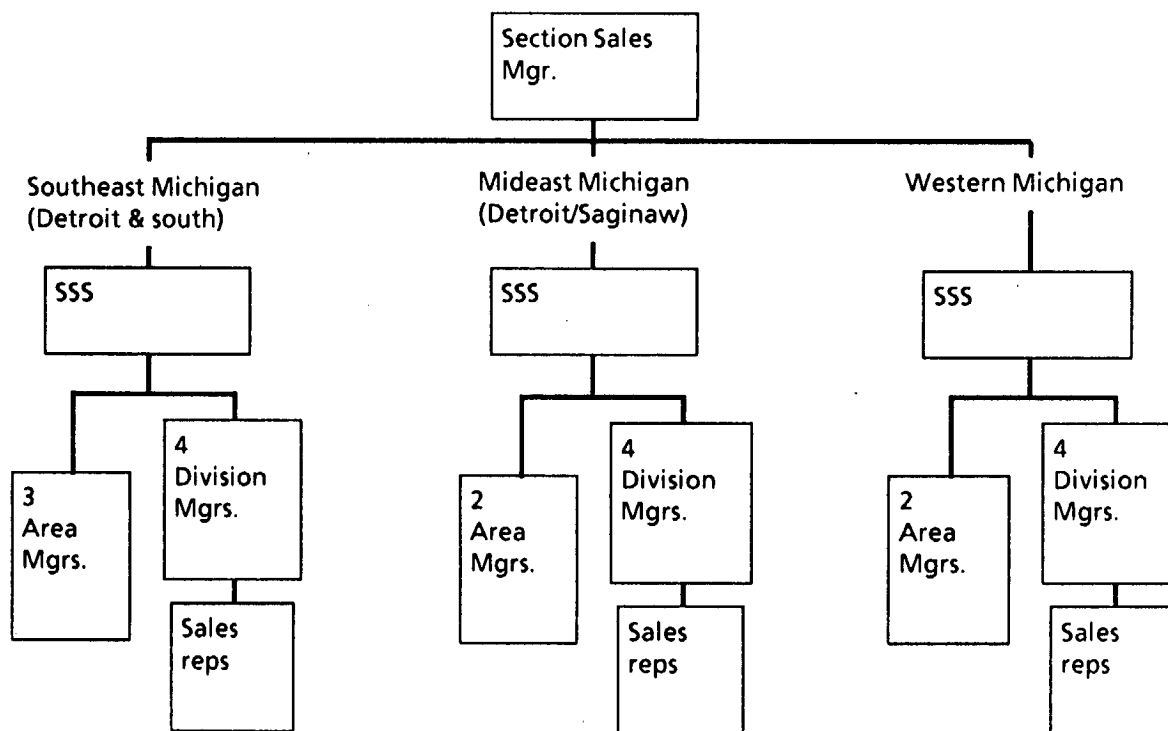 Section Sales
Mgr.
Southeast Michigan
(Detroit & south)
Mideast Michigan
(Detroit/Saginaw)
Western Michigan
SSS
SSS
SSS
3
Area
Mgrs.
4
Division
Mgrs.
Sales
reps
2
Area
Mgrs.
4
Division
Mgrs.
Sales
reps
2
Area
Mgrs.
4
Division
Mgrs.
Sales
reps